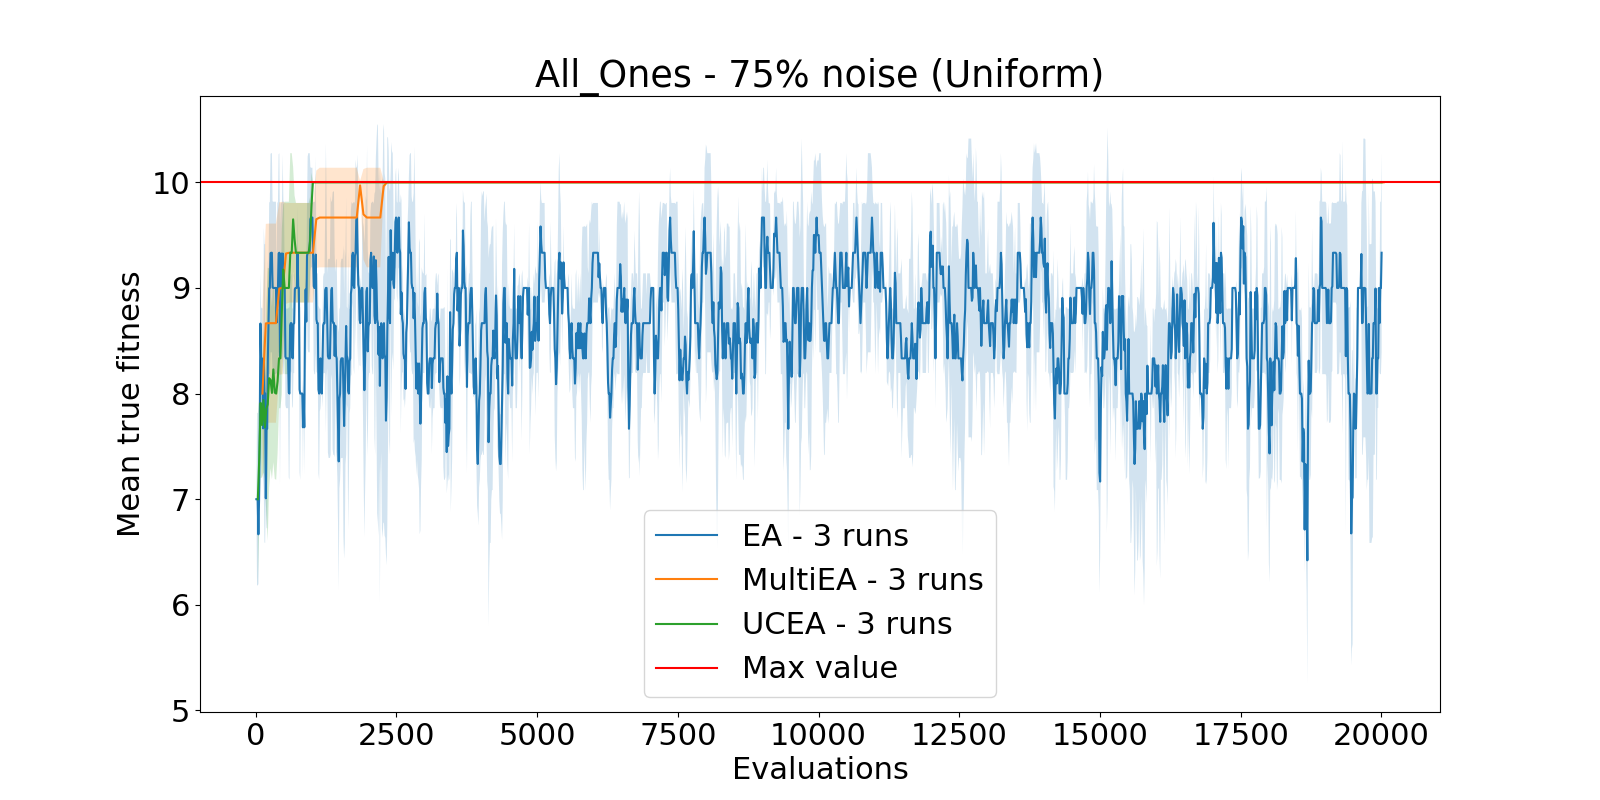 All_Ones - 75% noise (Uniform)
Mean true fitness
10
9
8
7
6
5
EA - 3 runs
MultiEA - 3 runs
UCEA - 3 runs
Max value
0 2500 5000 7500 10000 12500 15000 17500 20000
Evaluations